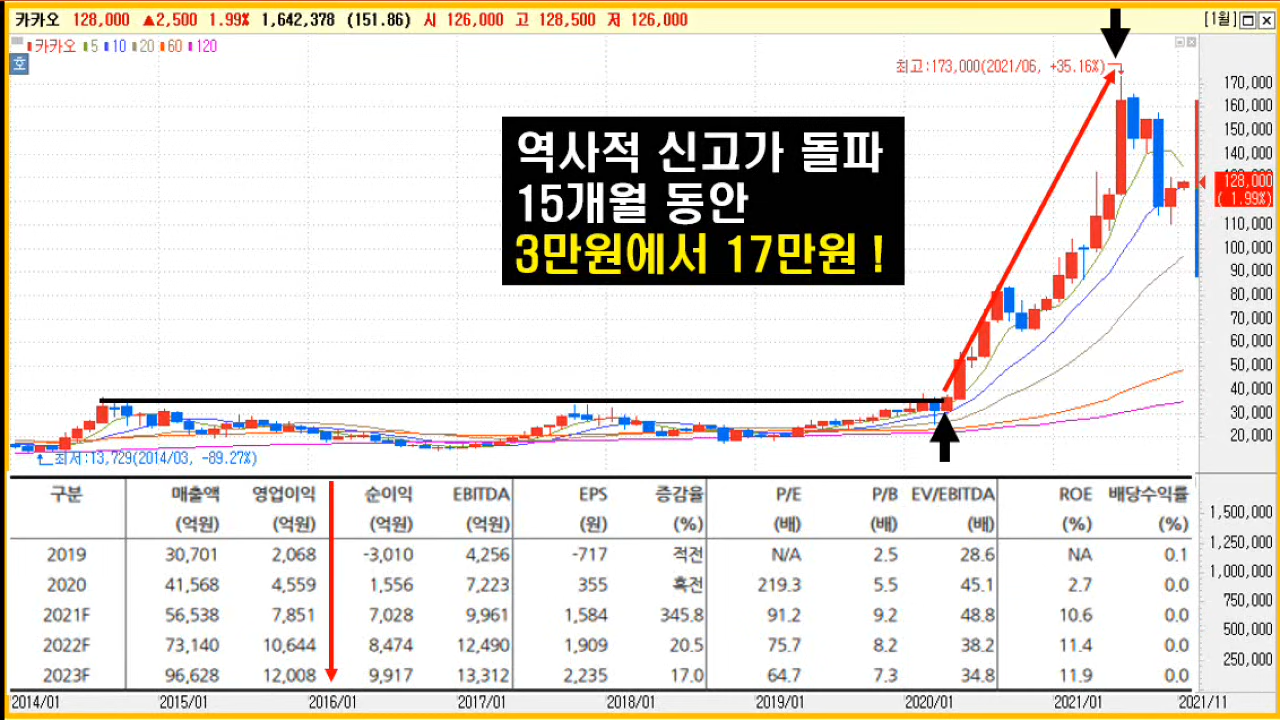 카카오 128,000 ▲2,500 1.99% 1,642,378 (151.86) 시 126,000 고 128,500 저 126,000 [1월]
카카오 5 10 20 60 120
호
최고:173,000(2021/06, +35.16%)
역사적 신고가 돌파
15개월 동안
3만원에서 17만원 !
170,000
160,000
150,000
140,000
128,000
( 1.99%)
110,000
100,000
90,000
80,000
70,000
60,000
50,000
40,000
30,000
20,000
최저:13,729(2014/03, -89.27%)
구분 매출액 영업이익 순이익 EBITDA EPS 증감율 P/E P/B EV/EBITDA ROE 배당수익률
(억원) (억원) (억원) (억원) (원) (%) (배) (배) (배) (%) (%)
2019 30,701 2,068 -3,010 4,256 -717 적전 N/A 2.5 28.6 NA 0.1
2020 41,568 4,559 1,556 7,223 355 흑전 219.3 5.5 45.1 2.7 0.0
2021F 56,538 7,851 7,028 9,961 1,584 345.8 91.2 9.2 48.8 10.6 0.0
2022F 73,140 10,644 8,474 12,490 1,909 20.5 75.7 8.2 38.2 11.4 0.0
2023F 96,628 12,008 9,917 13,312 2,235 17.0 64.7 7.3 34.8 11.9 0.0
1,500,000
1,250,000
1,000,000
750,000
500,000
250,000
2014/01 2015/01 2016/01 2017/01 2018/01 2019/01 2020/01 2021/01 2021/11